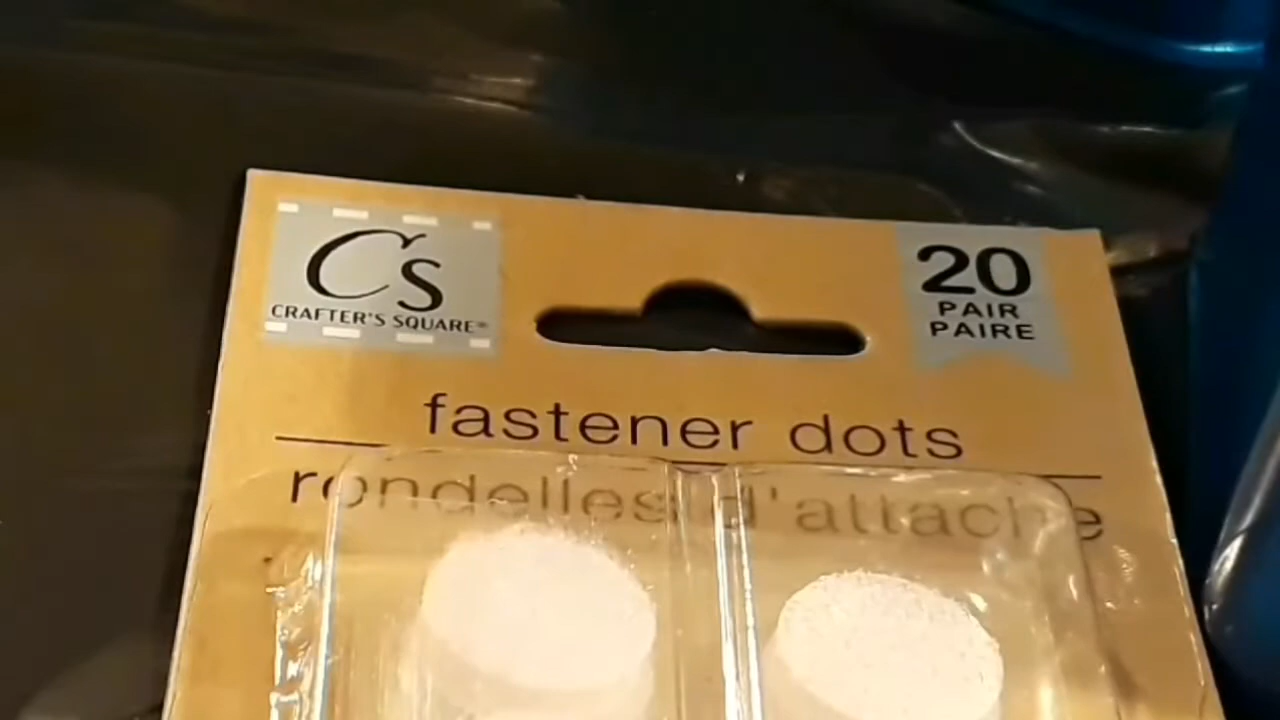 Cs
CRAFTER'S SQUARE®
20
PAIR
PAIRE
fastener dots
rondelles d'attache